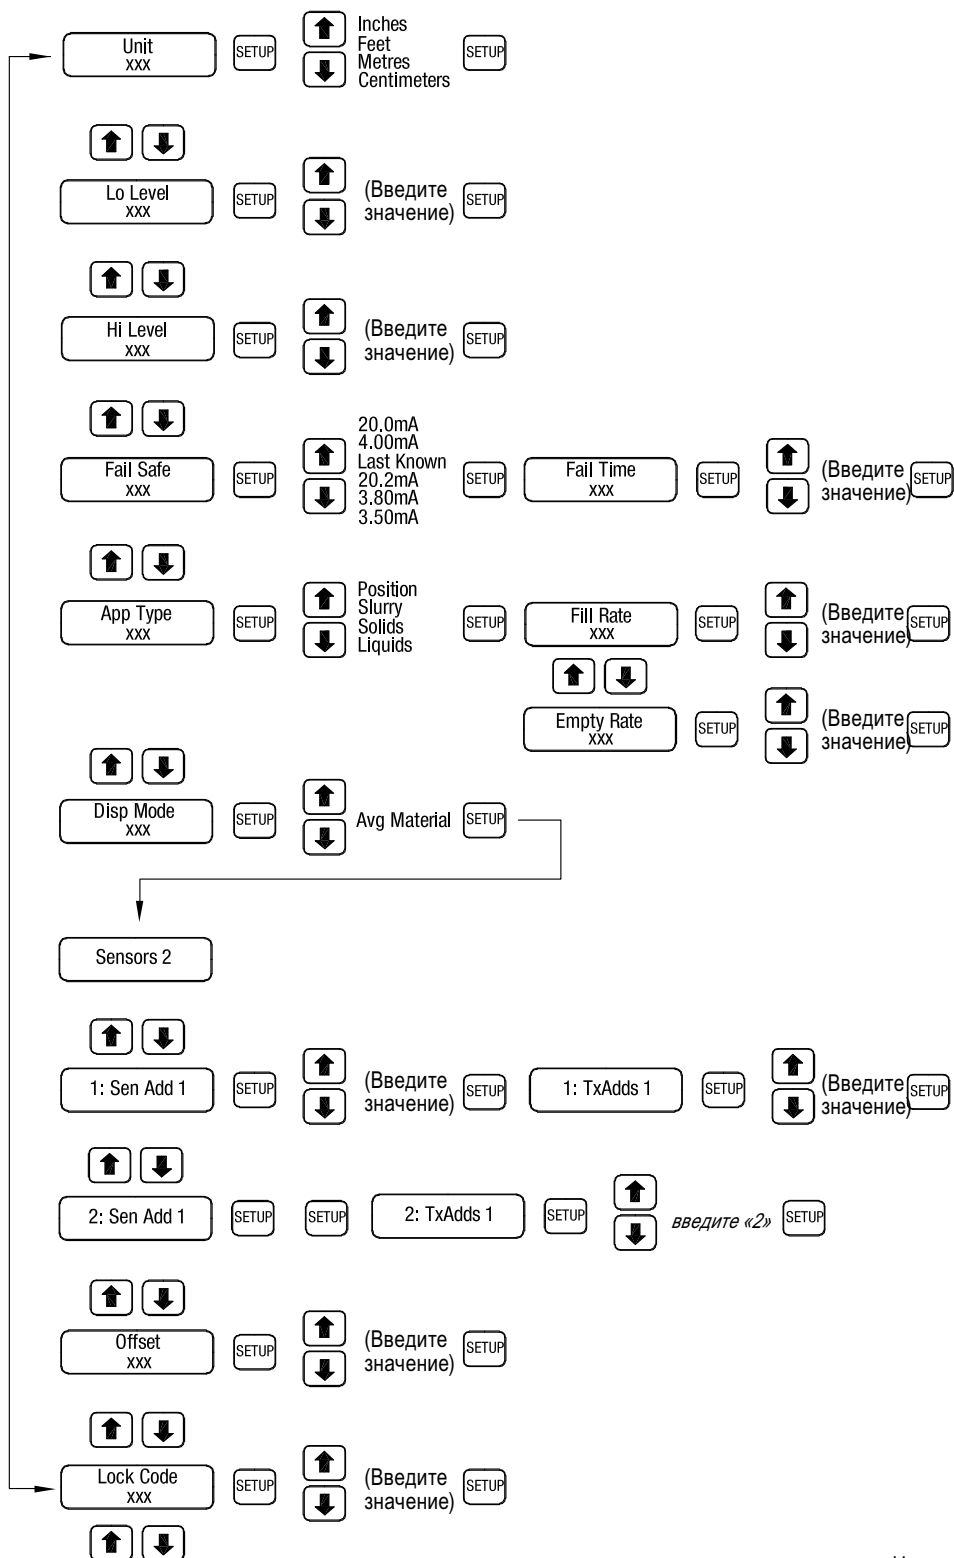 Unit
xxx
SETUP
Inches
Feet
Metres
Centimeters
SETUP
Lo Level
xxx
SETUP
(Введите
значение)
SETUP
Hi Level
xxx
SETUP
(Введите
значение)
SETUP
Fail Safe
xxx
SETUP
20.0mA
4.00mA
Last Known
20.2mA
3.80mA
3.50mA
SETUP
Fail Time
xxx
SETUP
(Введите
значение)
SETUP
App Type
xxx
SETUP
Position
Slurry
Solids
Liquids
SETUP
Fill Rate
xxx
SETUP
(Введите
значение)
SETUP
Empty Rate
xxx
SETUP
(Введите
значение)
SETUP
Disp Mode
xxx
SETUP
Avg Material
SETUP
Sensors 2
1: Sen Add 1
SETUP
(Введите
значение)
SETUP
1: TxAdds 1
SETUP
(Введите
значение)
SETUP
2: Sen Add 1
SETUP
SETUP
2: TxAdds 1
SETUP
введите «2»
SETUP
Offset
xxx
SETUP
(Введите
значение)
SETUP
Lock Code
xxx
SETUP
(Введите
значение)
SETUP